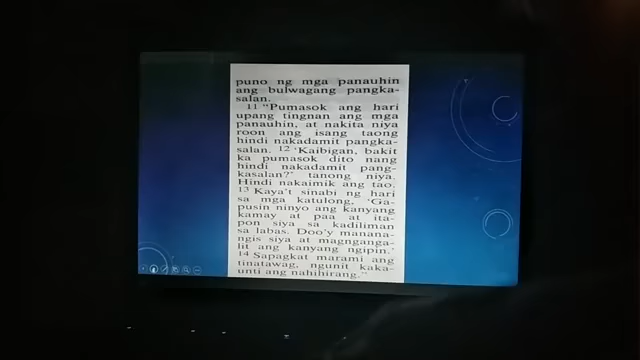 puno ng mga panauhin
ang bulwagang pangka-
salan.
11 "Pumasok ang hari
upang tingnan ang mga
panauhin, at nakita niya
roon ang isang taong
hindi nakadamit pangka-
salan. 12 'Kaibigan, bakit
ka pumasok dito nang
hindi nakadamit pang-
kasalan?' tanong niya.
Hindi nakaimik ang tao.
13 Kaya't sinabi ng hari
sa mga katulong, 'Ga-
pusin ninyo ang kanyang
kamay at paa at ita-
pon siya sa kadiliman
sa labas. Doo'y manana-
ngis siya at magnganga-
lit ang kanyang ngipin.'
14 Sapagkat marami ang
tinatawag, ngunit kaka-
unti ang nahihirang."